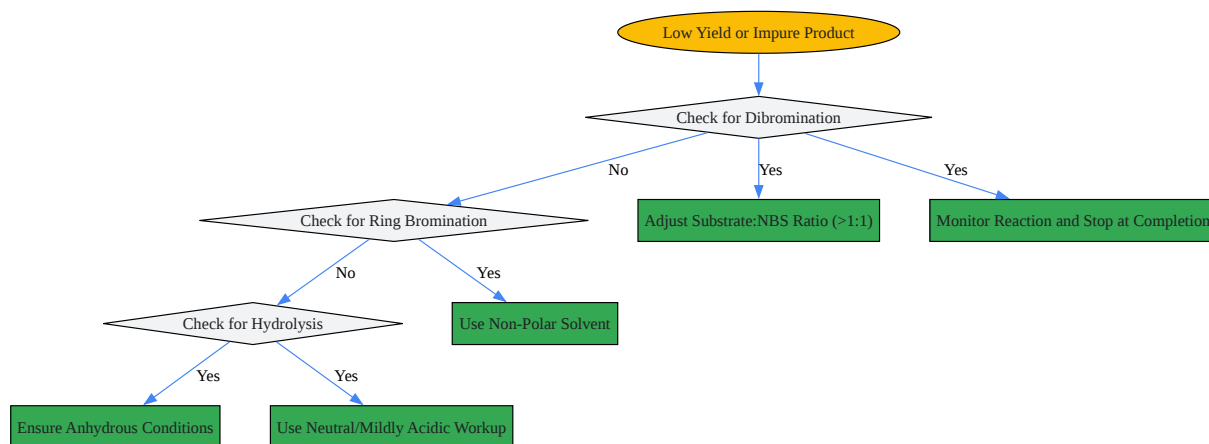 Low Yield or Impure Product
Check for Dibromination
No
Yes
Yes
Check for Ring Bromination
Adjust Substrate:NBS Ratio (>1:1)
Monitor Reaction and Stop at Completion
No
Yes
Check for Hydrolysis
Use Non-Polar Solvent
Yes
Yes
Ensure Anhydrous Conditions
Use Neutral/Mildly Acidic Workup